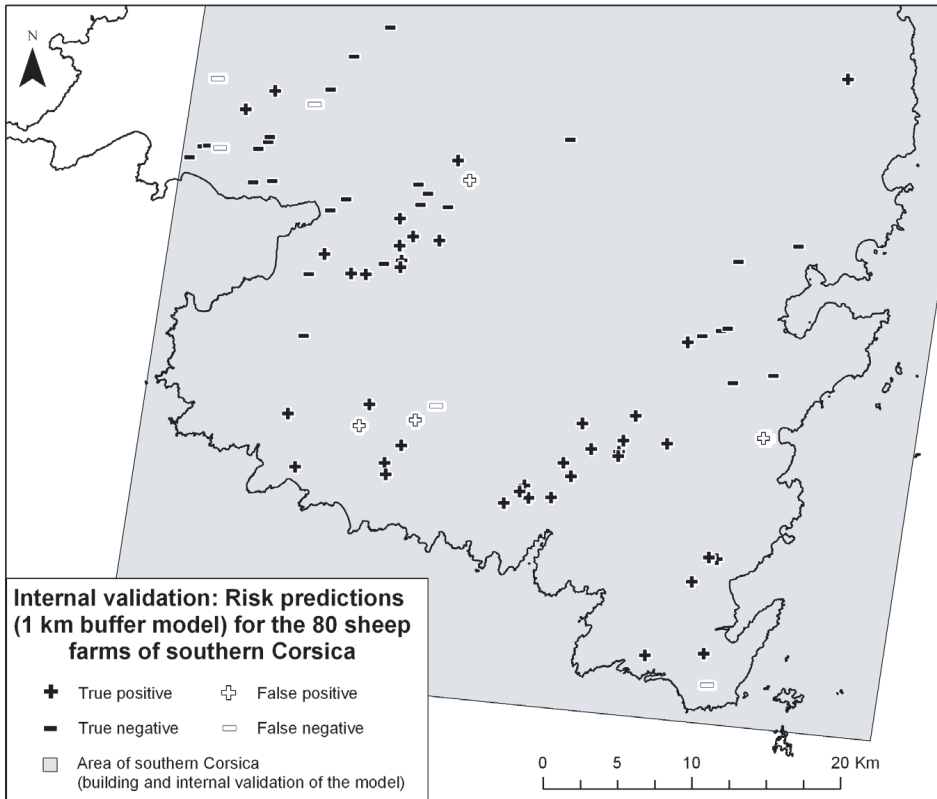 N
Internal validation: Risk predictions
(1 km buffer model) for the 80 sheep
farms of southern Corsica
True positive False positive
True negative False negative
Area of southern Corsica
(building and internal validation of the model)
0 5 10 20 Km